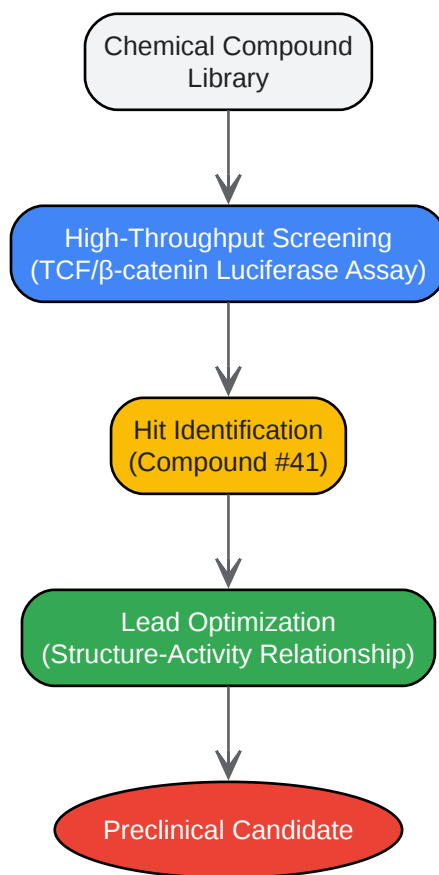 Chemical Compound
Library
High-Throughput Screening
(TCF/β-catenin Luciferase Assay)
Hit Identification
(Compound #41)
Lead Optimization
(Structure-Activity Relationship)
Preclinical Candidate